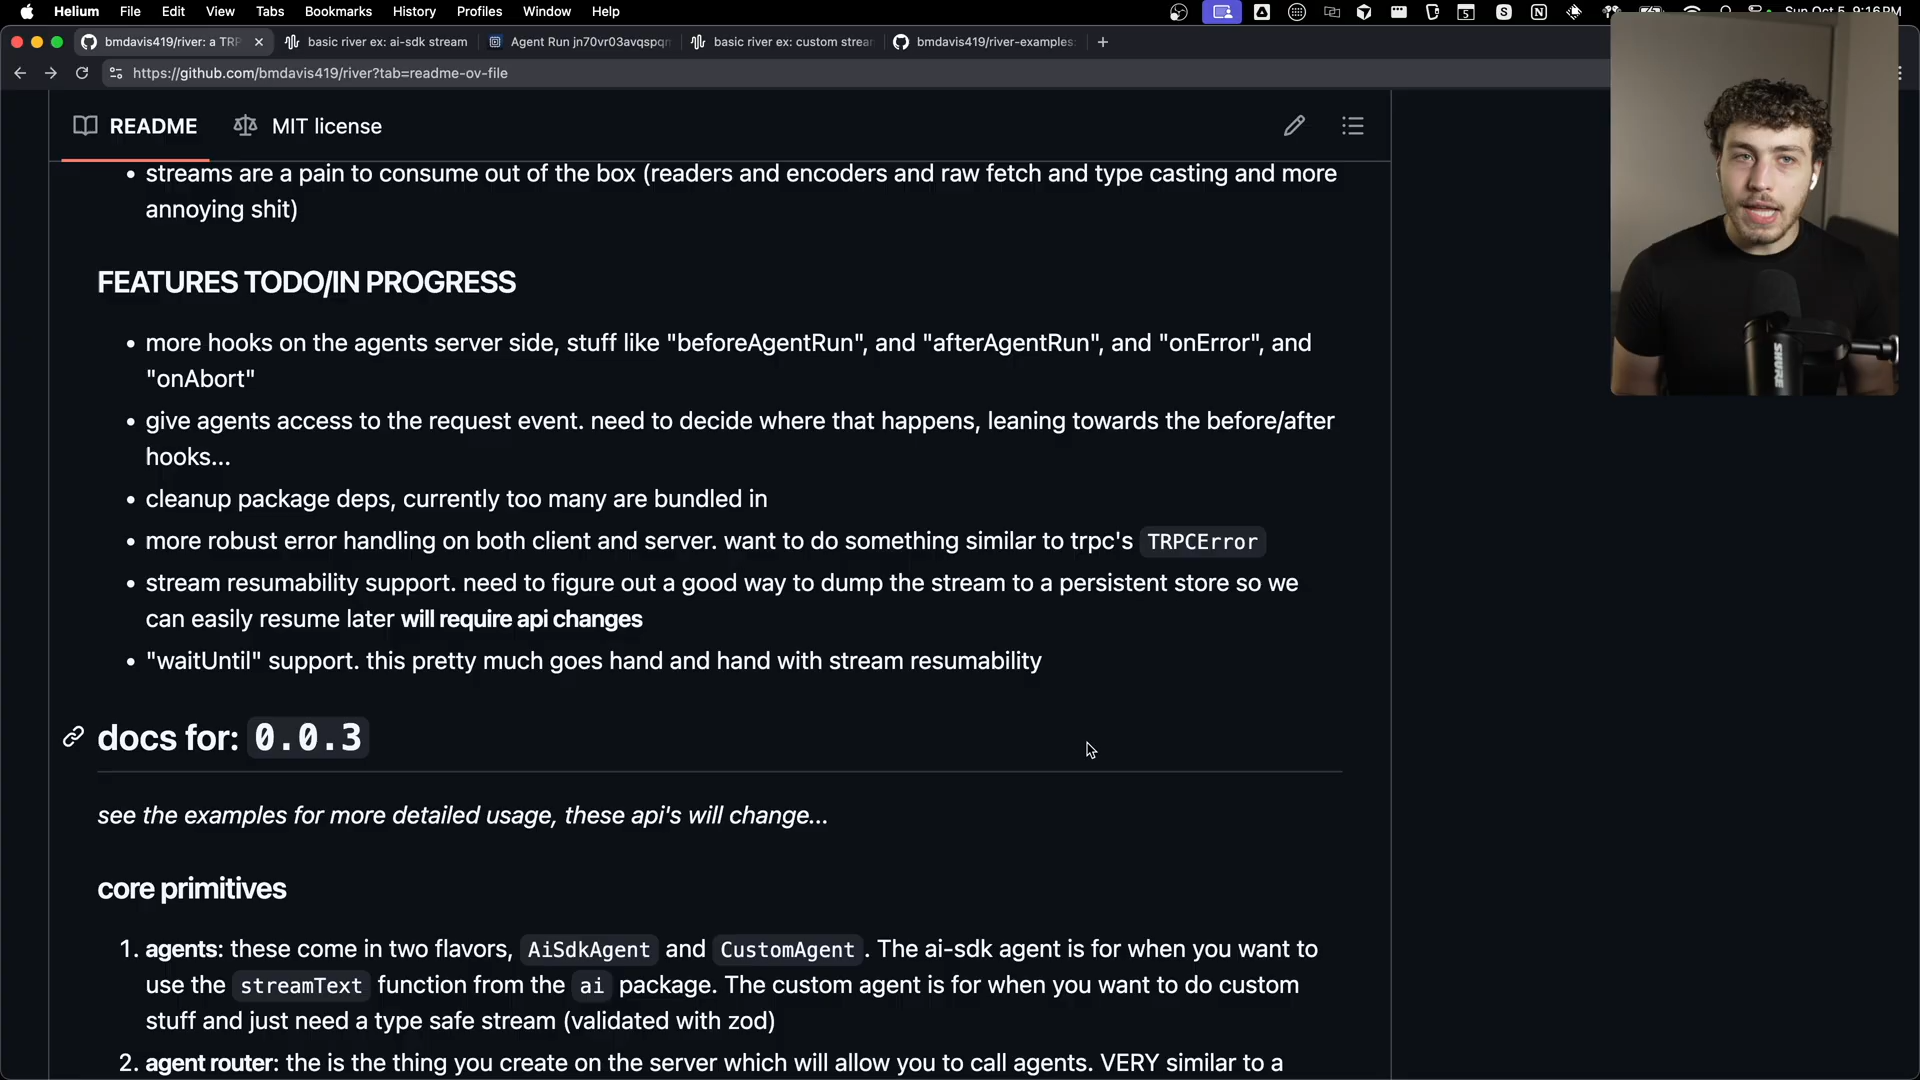 Helium File Edit View Tabs Bookmarks History Profiles Window Help
bmdavis419/river: a TRP
basic river ex: ai-sdk stream
Agent Run jn70vr03avqspqn
basic river ex: custom strear
bmdavis419/river-examples:
https://github.com/bmdavis419/river?tab=readme-ov-file
README
MIT license
• streams are a pain to consume out of the box (readers and encoders and raw fetch and type casting and more
annoying shit)
FEATURES TODO/IN PROGRESS
• more hooks on the agents server side, stuff like "beforeAgentRun", and "afterAgentRun", and "onError", and
"onAbort"
• give agents access to the request event. need to decide where that happens, leaning towards the before/after
hooks...
• cleanup package deps, currently too many are bundled in
• more robust error handling on both client and server. want to do something similar to trpc's TRPCError
• stream resumability support. need to figure out a good way to dump the stream to a persistent store so we
can easily resume later will require api changes
• "waitUntil" support. this pretty much goes hand and hand with stream resumability
docs for: 0.0.3
see the examples for more detailed usage, these api's will change...
core primitives
1. agents: these come in two flavors, AiSdkAgent and CustomAgent . The ai-sdk agent is for when you want to
use the streamText function from the ai package. The custom agent is for when you want to do custom
stuff and just need a type safe stream (validated with zod)
2. agent router: the is the thing you create on the server which will allow you to call agents. VERY similar to a
SHURE